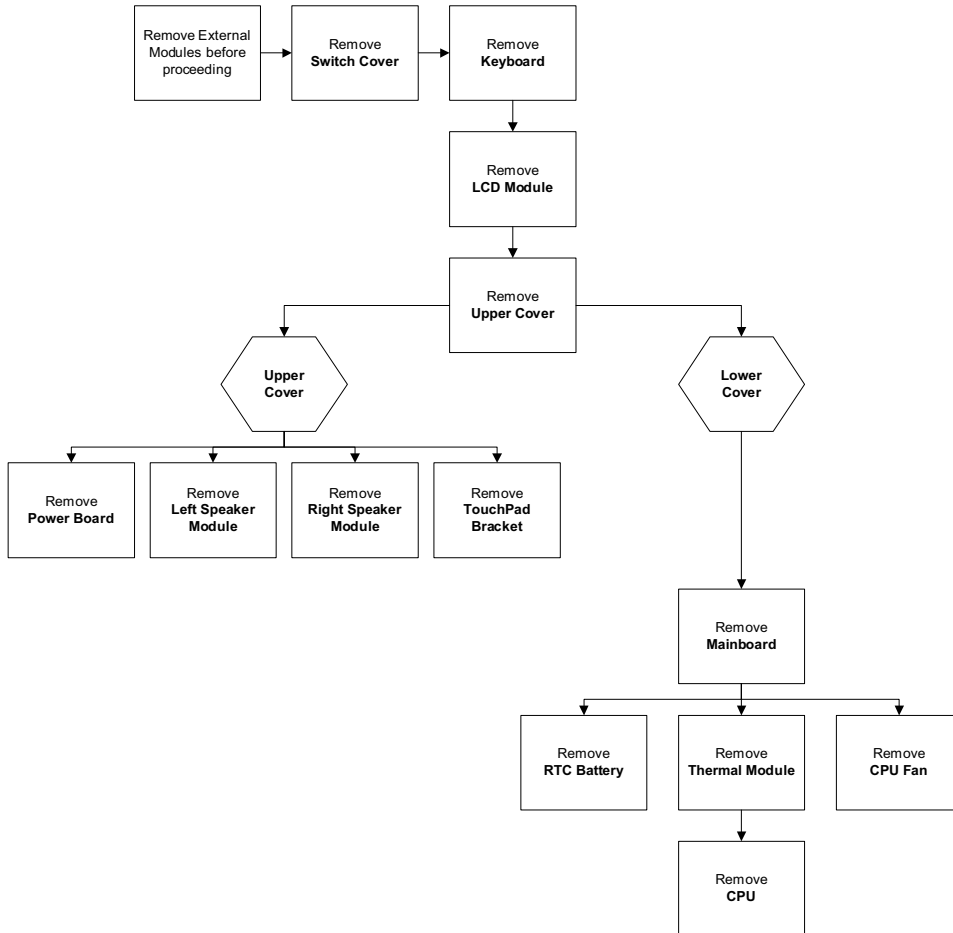 Remove External
Modules before
proceeding
Remove
Switch Cover
Remove
Keyboard
Remove
LCD Module
Remove
Upper Cover
Upper
Cover
Lower
Cover
Remove
Power Board
Remove
Left Speaker
Module
Remove
Right Speaker
Module
Remove
TouchPad
Bracket
Remove
Mainboard
Remove
RTC Battery
Remove
Thermal Module
Remove
CPU Fan
Remove
CPU